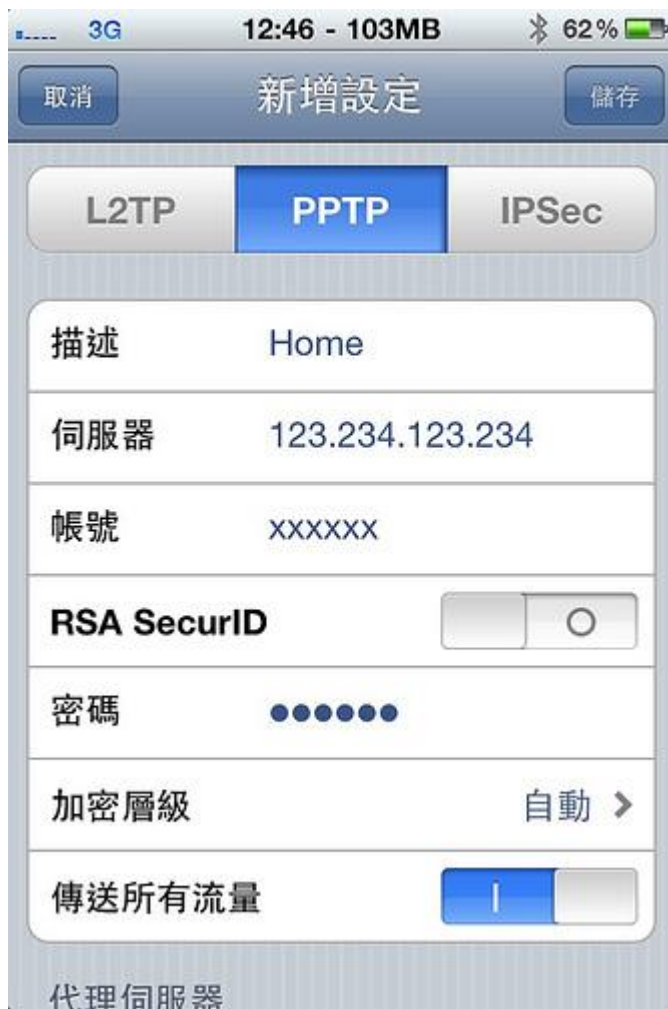 3G 12:46 - 103MB 62%
取消 新增設定 儲存
L2TP PPTP IPSec
描述 Home
伺服器 123.234.123.234
帳號 xxxxxx
RSA SecurID
密碼 ●●●●●●
加密層級 自動
傳送所有流量
代理伺服器